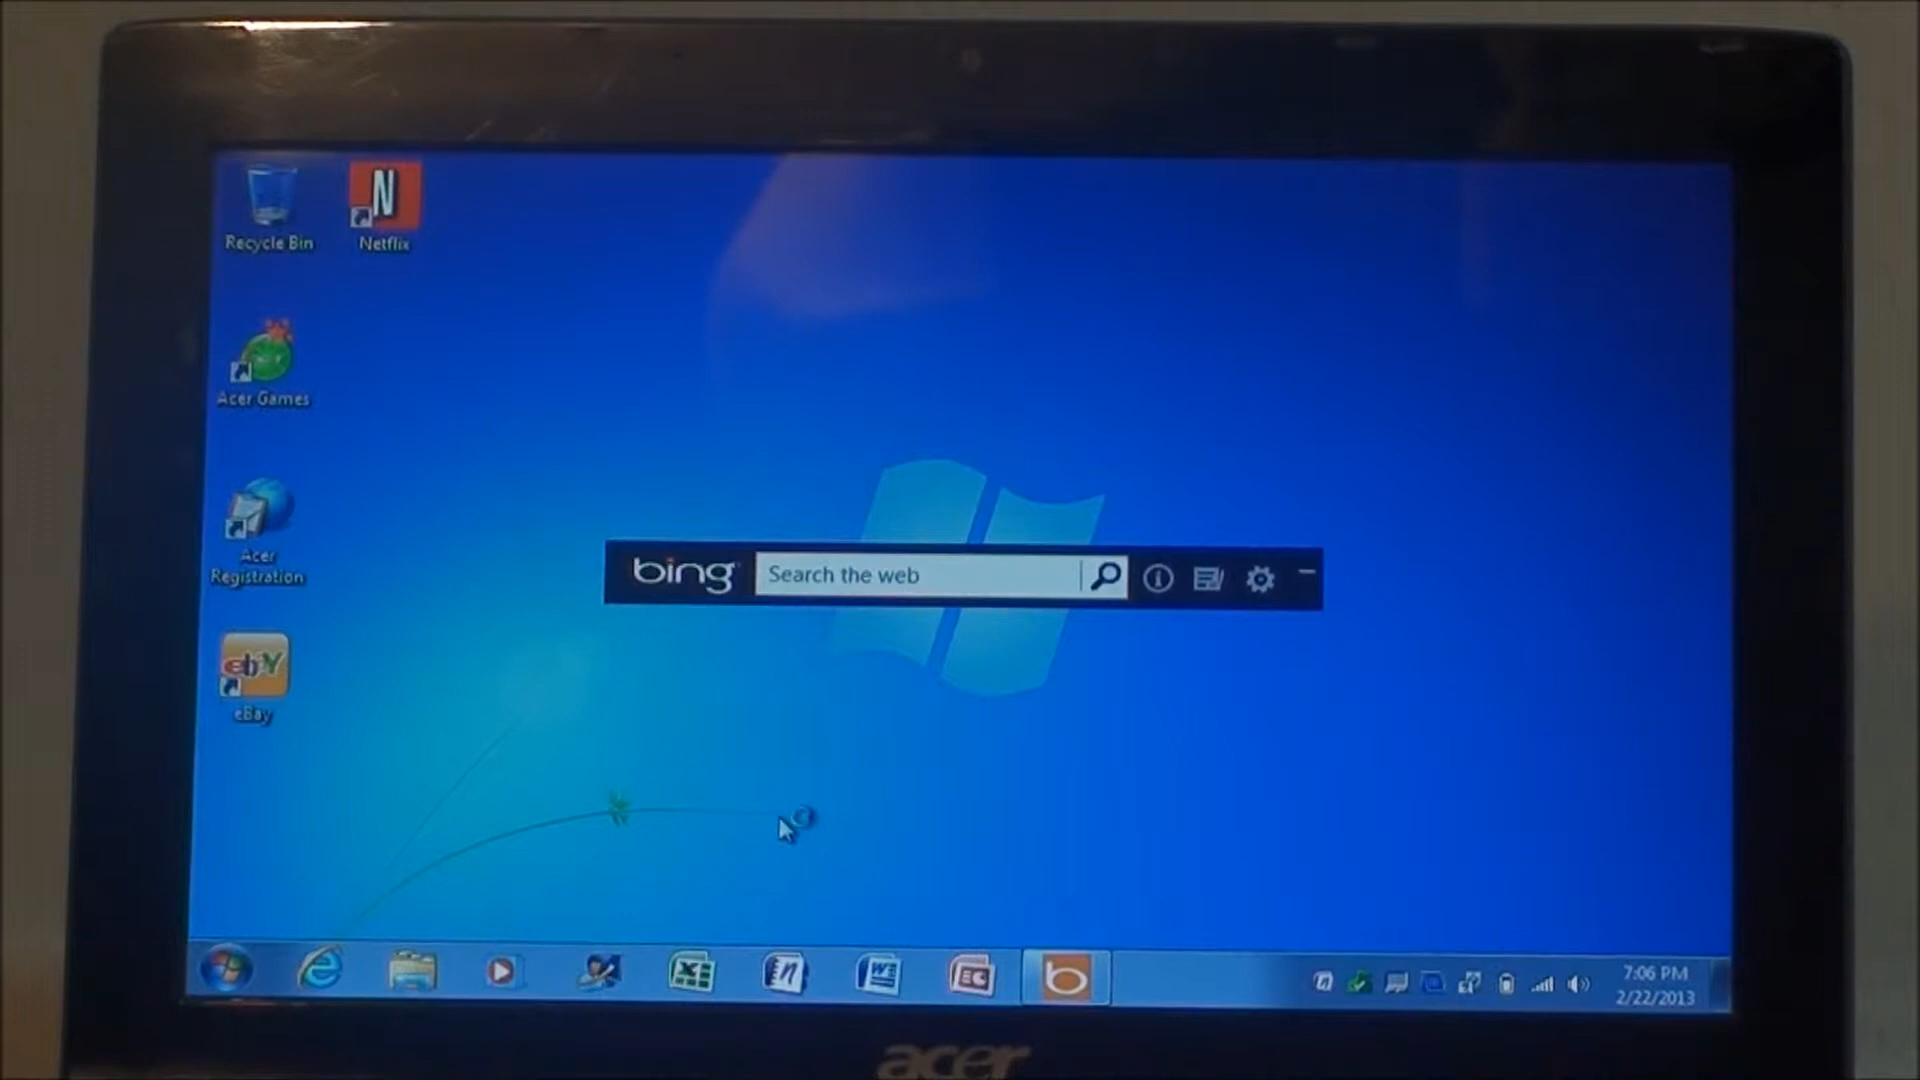 N
Recycle Bin
Netflix
Acer Games
Acer
Registration
bing
Search the web
ebY
eBay
7:06 PM
2/22/2013
acer